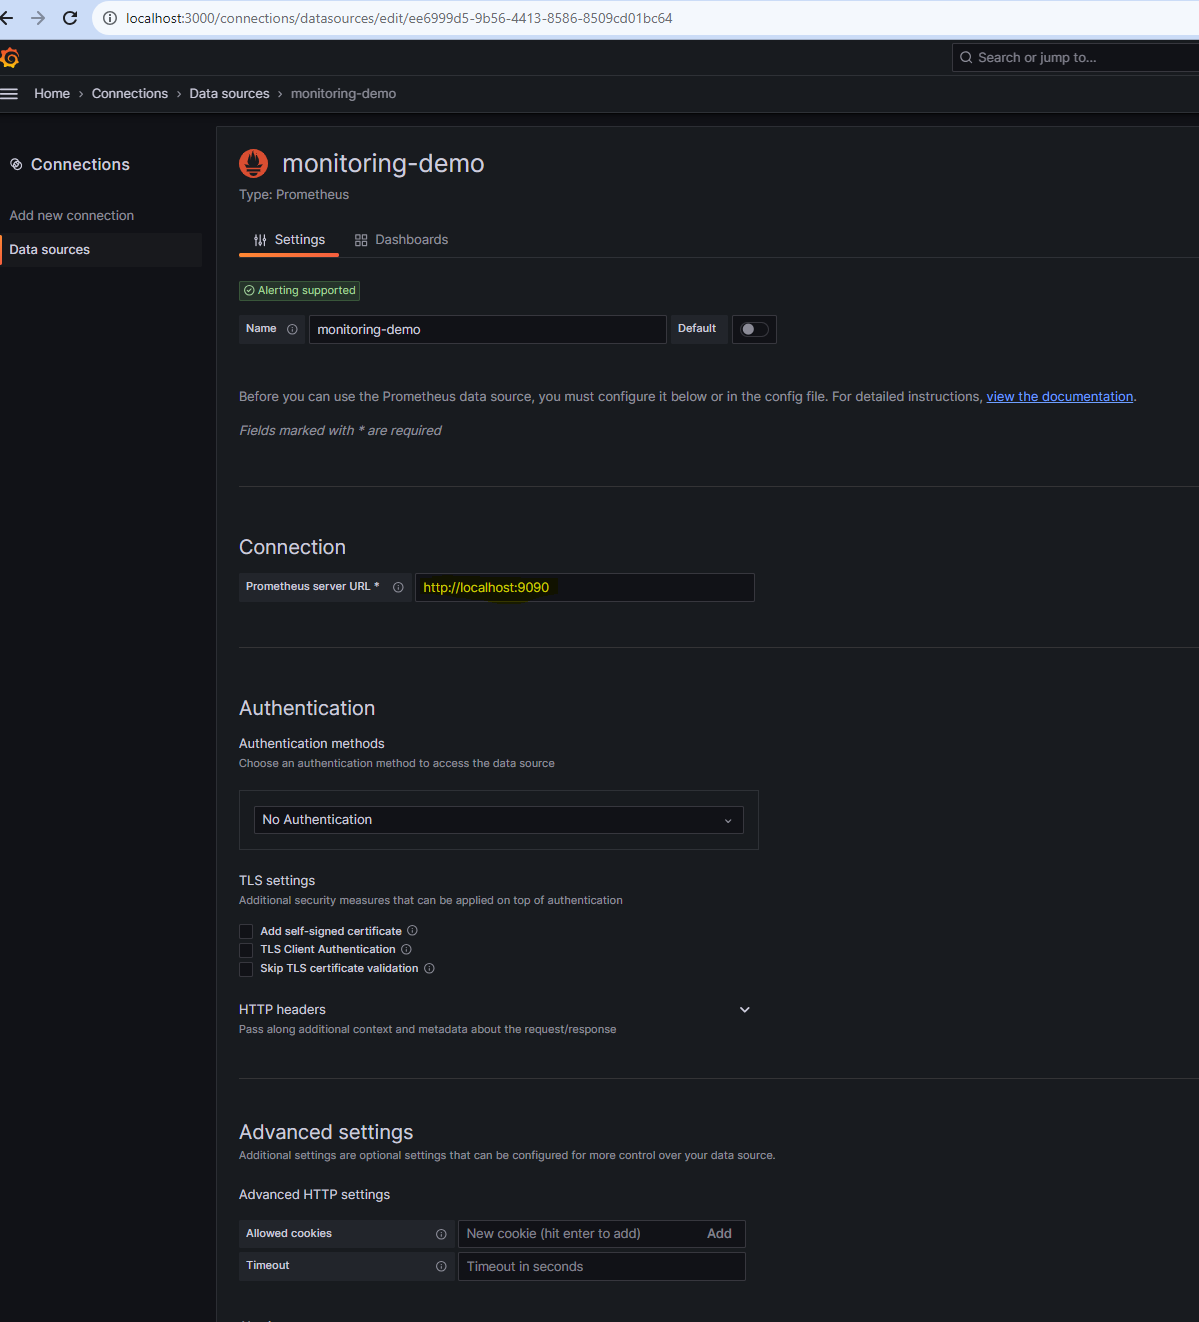 localhost:3000/connections/datasources/edit/ee6999d5-9b56-4413-8586-8509cd01bc64
Search or jump to...
Home › Connections › Data sources › monitoring-demo
Connections
Add new connection
Data sources
monitoring-demo
Type: Prometheus
Settings Dashboards
Alerting supported
Name monitoring-demo Default
Before you can use the Prometheus data source, you must configure it below or in the config file. For detailed instructions, view the documentation.
Fields marked with * are required
Connection
Prometheus server URL * http://localhost:9090
Authentication
Authentication methods
Choose an authentication method to access the data source
No Authentication
TLS settings
Additional security measures that can be applied on top of authentication
Add self-signed certificate
TLS Client Authentication
Skip TLS certificate validation
HTTP headers
Pass along additional context and metadata about the request/response
Advanced settings
Additional settings are optional settings that can be configured for more control over your data source.
Advanced HTTP settings
Allowed cookies New cookie (hit enter to add) Add
Timeout Timeout in seconds